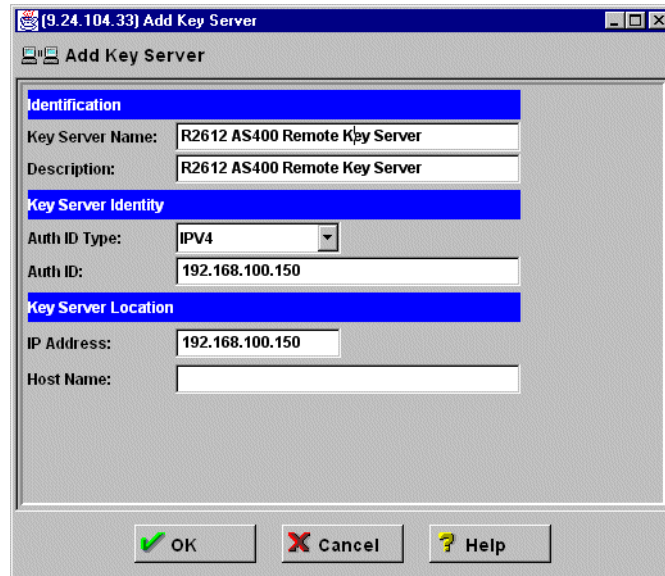 (9.24.104.33) Add Key Server
Add Key Server
Identification
Key Server Name: R2612 AS400 Remote Key Server
Description: R2612 AS400 Remote Key Server
Key Server Identity
Auth ID Type: IPV4
Auth ID: 192.168.100.150
Key Server Location
IP Address: 192.168.100.150
Host Name:
OK Cancel Help